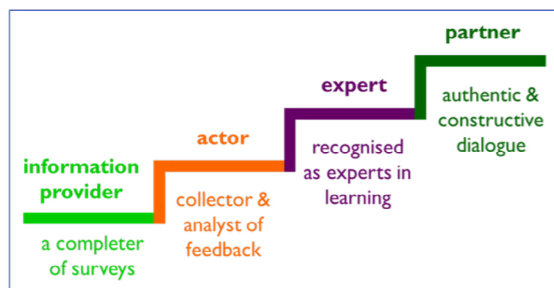 information
provider
a completer
of surveys
actor
collector &
analyst of
feedback
expert
recognised
as experts in
learning
partner
authentic &
constructive
dialogue